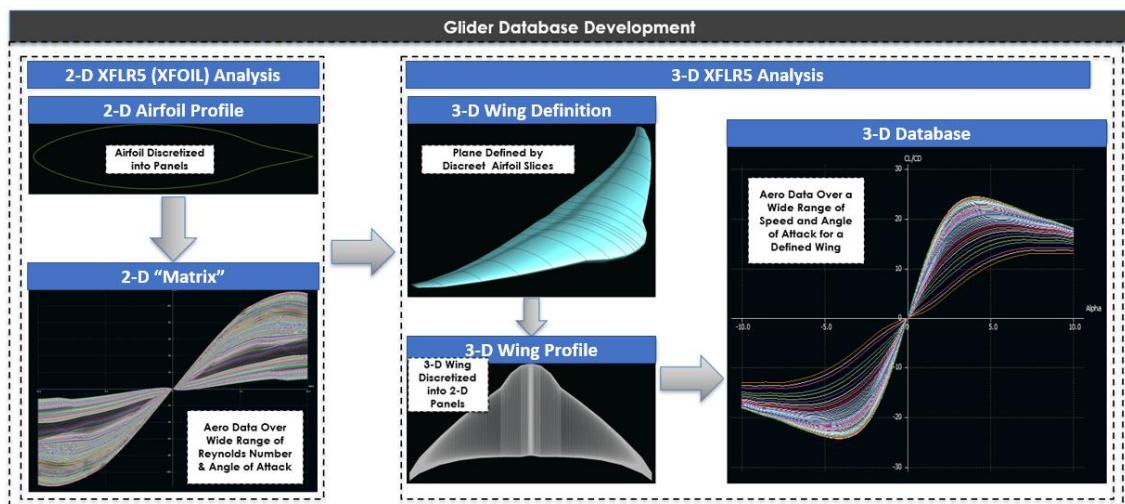 Glider Database Development
2-D XFLR5 (XFOIL) Analysis
2-D Airfoil Profile
Airfoil Discretized
into Panels
2-D “Matrix”
Aero Data Over
Wide Range of
Reynolds Number
& Angle of Attack
3-D XFLR5 Analysis
3-D Wing Definition
Plane Defined by
Discreet Airfoil Slices
3-D Wing Profile
3-D Wing
Discretized
into 2-D
Panels
3-D Database
CL/CD
Aero Data Over a
Wide Range of
Speed and Angle
of Attack for a
Defined Wing
30
20
10
0
Alpha
-10.0
-5.0
0
5.0
10.0
-10
-20
-30